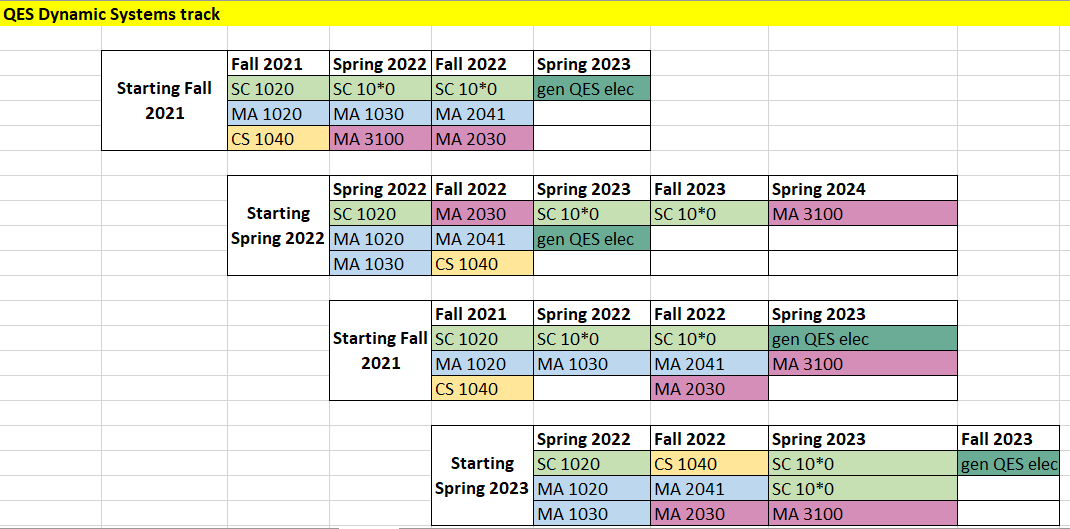 QES Dynamic Systems track
Fall 2021 Spring 2022 Fall 2022 Spring 2023
Starting Fall 2021
SC 1020 SC 10*0 SC 10*0 gen QES elec
MA 1020 MA 1030 MA 2041
CS 1040 MA 3100 MA 2030
Spring 2022 Fall 2022 Spring 2023 Fall 2023 Spring 2024
Starting Spring 2022
SC 1020 MA 2030 SC 10*0 SC 10*0 MA 3100
MA 1020 MA 2041 gen QES elec
MA 1030 CS 1040
Fall 2021 Spring 2022 Fall 2022 Spring 2023
Starting Fall 2021
SC 1020 SC 10*0 SC 10*0 gen QES elec
MA 1020 MA 1030 MA 2041 MA 3100
CS 1040 MA 2030
Spring 2022 Fall 2022 Spring 2023 Fall 2023
Starting Spring 2023
SC 1020 CS 1040 SC 10*0 gen QES elec
MA 1020 MA 2041 SC 10*0
MA 1030 MA 2030 MA 3100